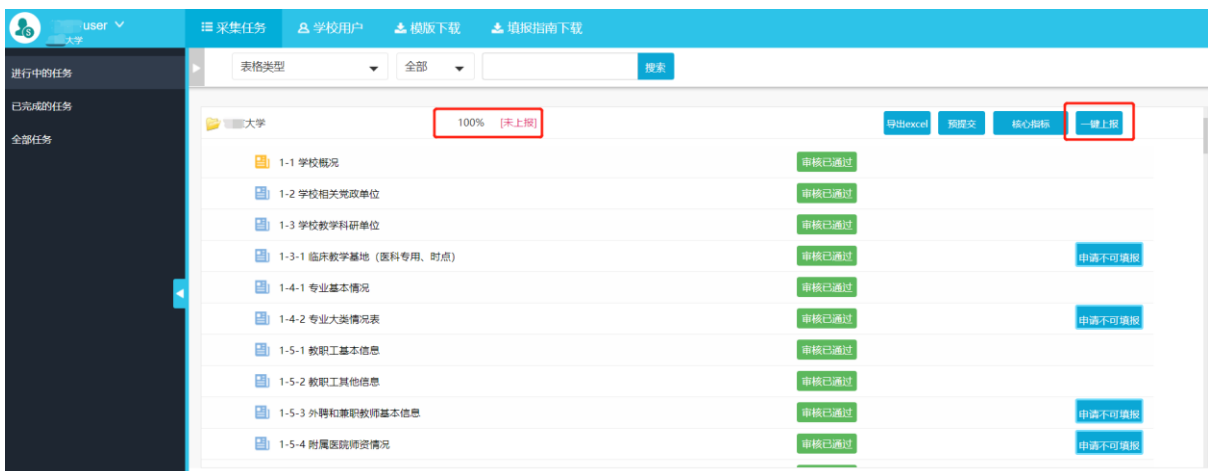 user
大学
采集任务 学校用户 模版下载 填报指南下载
进行中的任务
已完成的任务
全部任务
表格类型 全部 搜索
大学 100% [未上报] 导出excel 预提交 核心指标 一键上报
1-1 学校概况 审核已通过
1-2 学校相关党政单位 审核已通过
1-3 学校教学科研单位 审核已通过
1-3-1 临床教学基地（医科专用、时点） 审核已通过 申请不可填报
1-4-1 专业基本情况 审核已通过
1-4-2 专业大类情况表 审核已通过 申请不可填报
1-5-1 教职工基本信息 审核已通过
1-5-2 教职工其他信息 审核已通过
1-5-3 外聘和兼职教师基本信息 审核已通过 申请不可填报
1-5-4 附属医院师资情况 审核已通过 申请不可填报